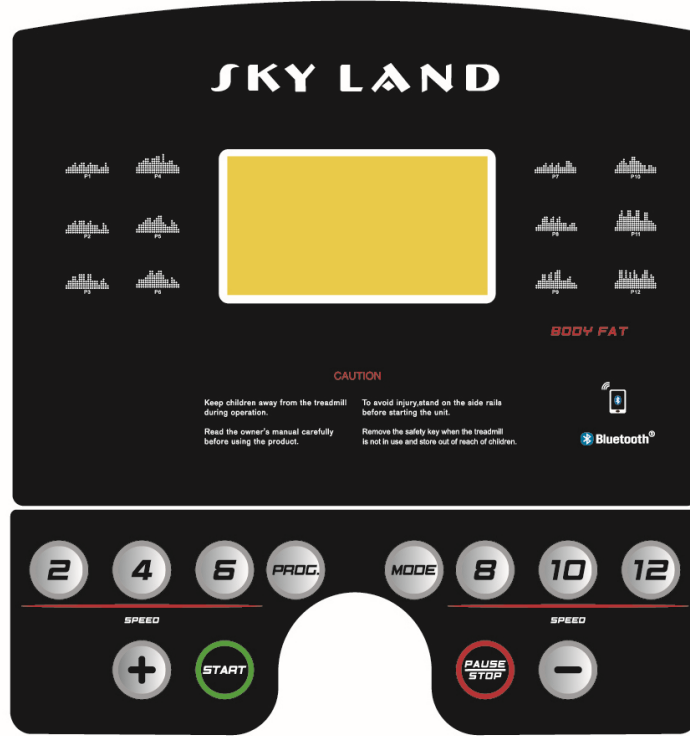 SKY LAND
P1
P4
P7
P10
P2
P5
P8
P11
P3
P6
P9
P12
BODY FAT
CAUTION
Keep children away from the treadmill
during operation.
To avoid injury,stand on the side rails
before starting the unit.
Read the owner's manual carefully
before using the product.
Remove the safety key when the treadmill
is not in use and store out of reach of children.
Bluetooth®
2
4
6
PROG.
MODE
8
10
12
SPEED
SPEED
+
START
PAUSE
STOP
−